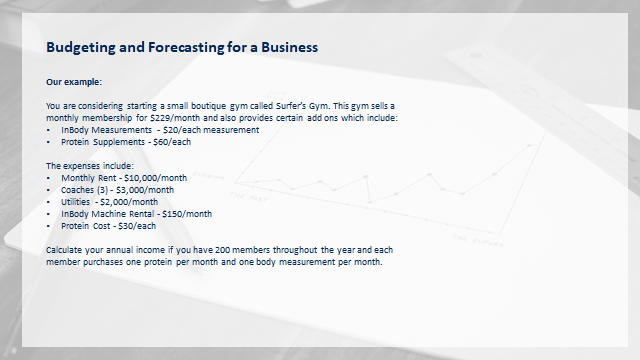 Budgeting and Forecasting for a Business
Our example:
You are considering starting a small boutique gym called Surfer's Gym. This gym sells a
monthly membership for $229/month and also provides certain add ons which include:
• InBody Measurements - $20/each measurement
• Protein Supplements - $60/each
The expenses include:
• Monthly Rent - $10,000/month
• Coaches (3) - $3,000/month
• Utilities - $2,000/month
• InBody Machine Rental - $150/month
• Protein Cost - $30/each
Calculate your annual income if you have 200 members throughout the year and each
member purchases one protein per month and one body measurement per month.
THE PAST
THE FUTURE